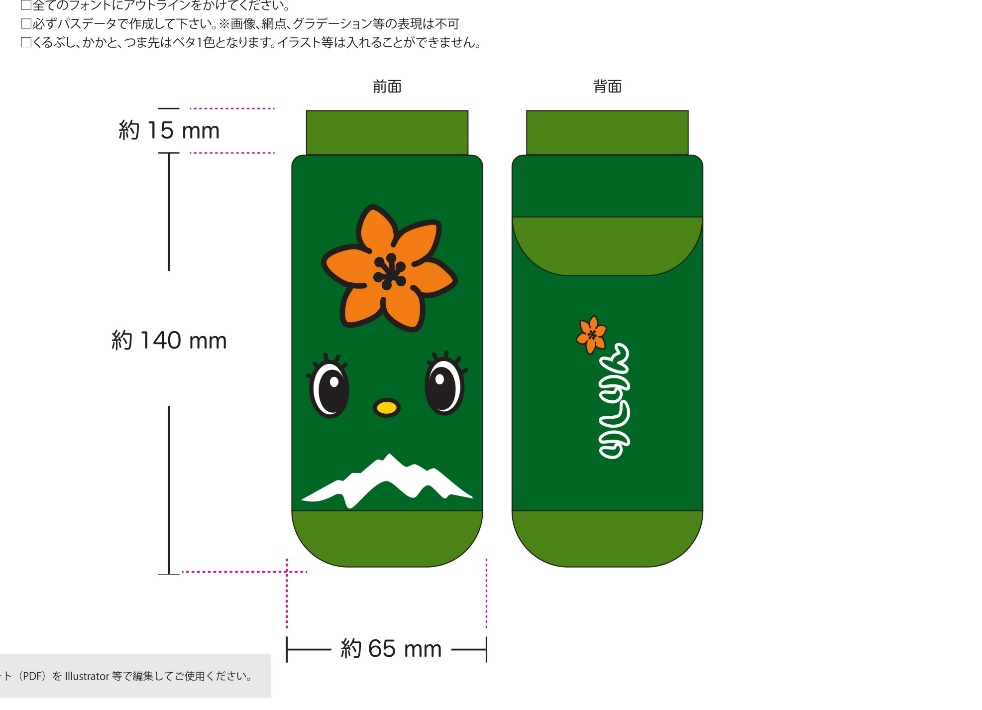 □全てのフォントにアウトラインをかけてください。
□必ずパスデータで作成して下さい。※画像、網点、グラデーション等の表現は不可
□くるぶし、かかと、つま先はベタ1色となります。イラスト等は入れることができません。
前面
背面
約 15 mm
約 140 mm
りしりん
約 65 mm
ト（PDF）を Illustrator 等で編集してご使用ください。